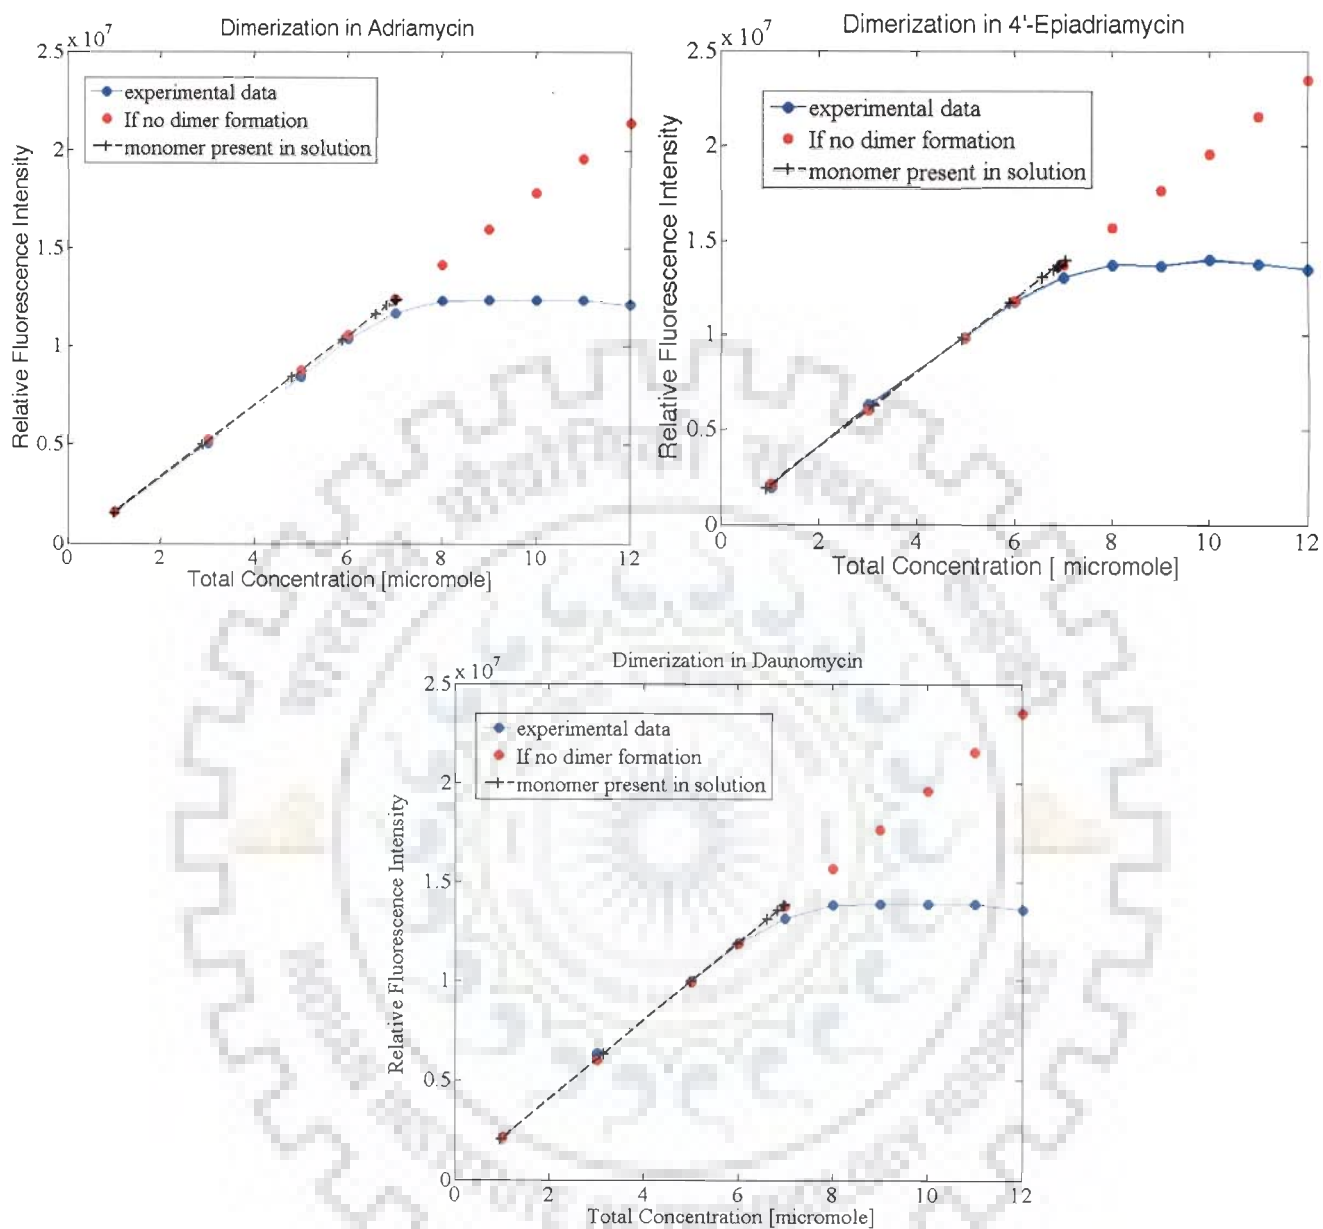 Dimerization in Adriamycin
x 10^7
2.5
2
1.5
1
0.5
0
experimental data
If no dimer formation
monomer present in solution
Relative Fluorescence Intensity
0 2 4 6 8 10 12
Total Concentration [micromole]
Dimerization in 4'-Epiadriamycin
x 10^7
2.5
2
1.5
1
0.5
0
experimental data
If no dimer formation
monomer present in solution
Relative Fluorescence Intensity
0 2 4 6 8 10 12
Total Concentration [ micromole]
Dimerization in Daunomycin
x 10^7
2.5
2
1.5
1
0.5
0
experimental data
If no dimer formation
monomer present in solution
Relative Fluorescence Intensity
0 2 4 6 8 10 12
Total Concentration [micromole]